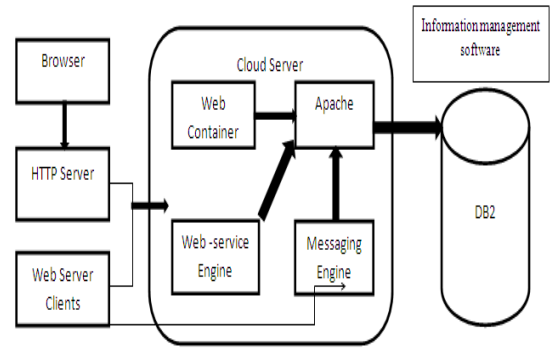 Information management
software
Browser
Cloud Server
Web
Container
Apache
HTTP Server
DB2
Web -service
Engine
Messaging
Engine
Web Server
Clients